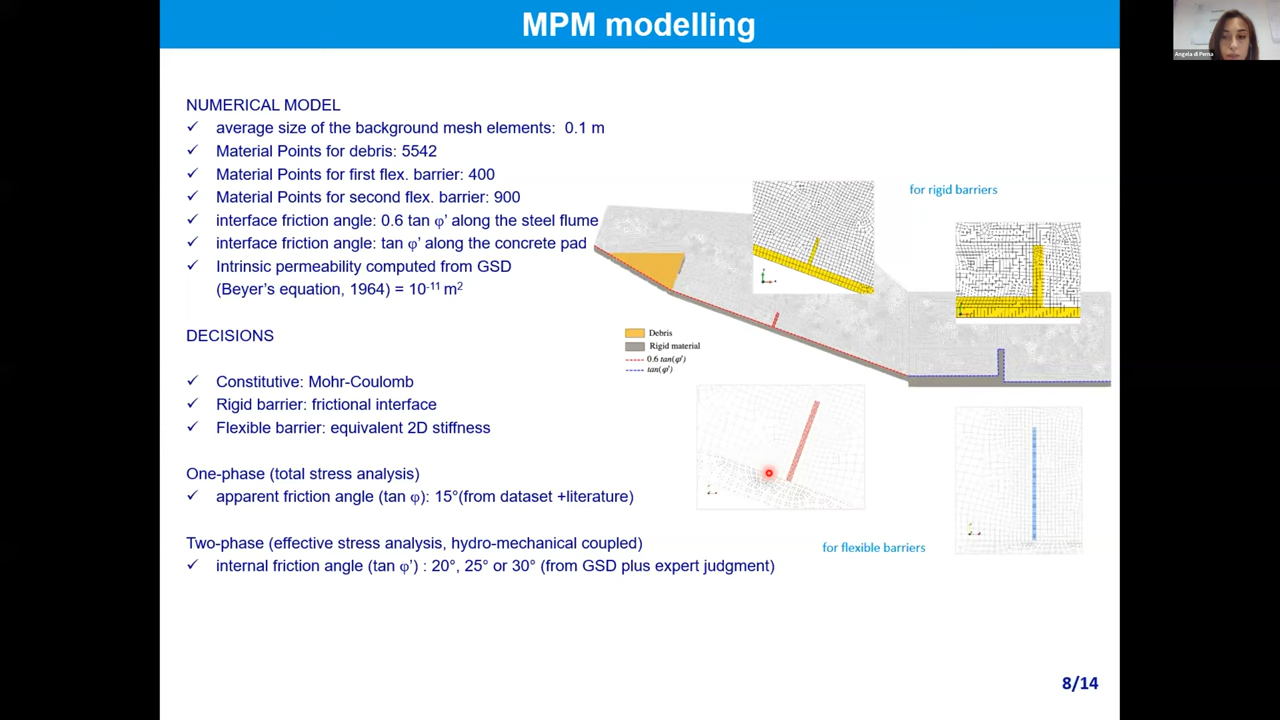 MPM modelling
Angela di Perna
NUMERICAL MODEL
✓ average size of the background mesh elements: 0.1 m
✓ Material Points for debris: 5542
✓ Material Points for first flex. barrier: 400
✓ Material Points for second flex. barrier: 900
✓ interface friction angle: 0.6 tan φ’ along the steel flume
✓ interface friction angle: tan φ’ along the concrete pad
✓ Intrinsic permeability computed from GSD
(Beyer’s equation, 1964) = 10⁻¹¹ m²
for rigid barriers
Debris
Rigid material
0.6 tan(φ')
tan(φ')
DECISIONS
✓ Constitutive: Mohr-Coulomb
✓ Rigid barrier: frictional interface
✓ Flexible barrier: equivalent 2D stiffness
One-phase (total stress analysis)
✓ apparent friction angle (tan φ): 15°(from dataset +literature)
Two-phase (effective stress analysis, hydro-mechanical coupled)
✓ internal friction angle (tan φ’) : 20°, 25° or 30° (from GSD plus expert judgment)
for flexible barriers
8/14